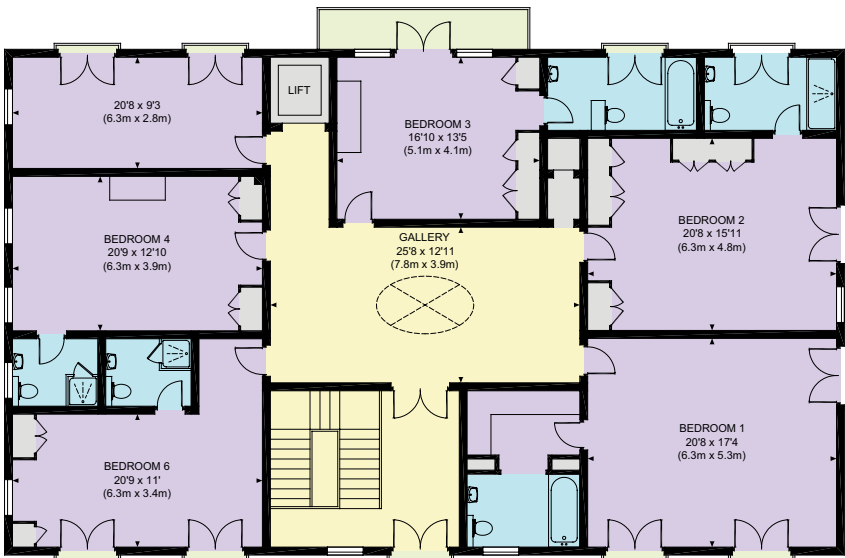 20'8 x 9'3
(6.3m x 2.8m)
LIFT
BEDROOM 3
16'10 x 13'5
(5.1m x 4.1m)
BEDROOM 4
20'9 x 12'10
(6.3m x 3.9m)
GALLERY
25'8 x 12'11
(7.8m x 3.9m)
BEDROOM 2
20'8 x 15'11
(6.3m x 4.8m)
BEDROOM 6
20'9 x 11'
(6.3m x 3.4m)
BEDROOM 1
20'8 x 17'4
(6.3m x 5.3m)